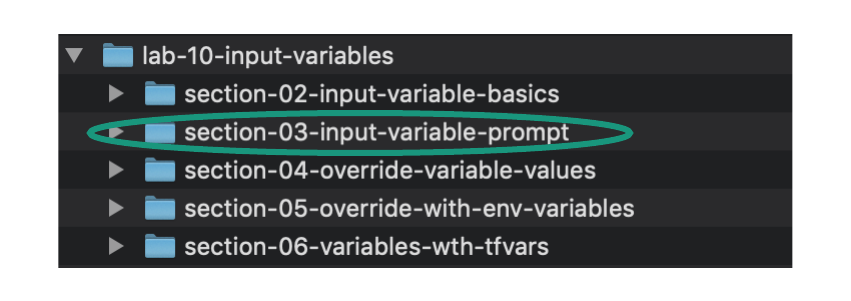 lab-10-input-variables
section-02-input-variable-basics
section-03-input-variable-prompt
section-04-override-variable-values
section-05-override-with-env-variables
section-06-variables-wth-tfvars